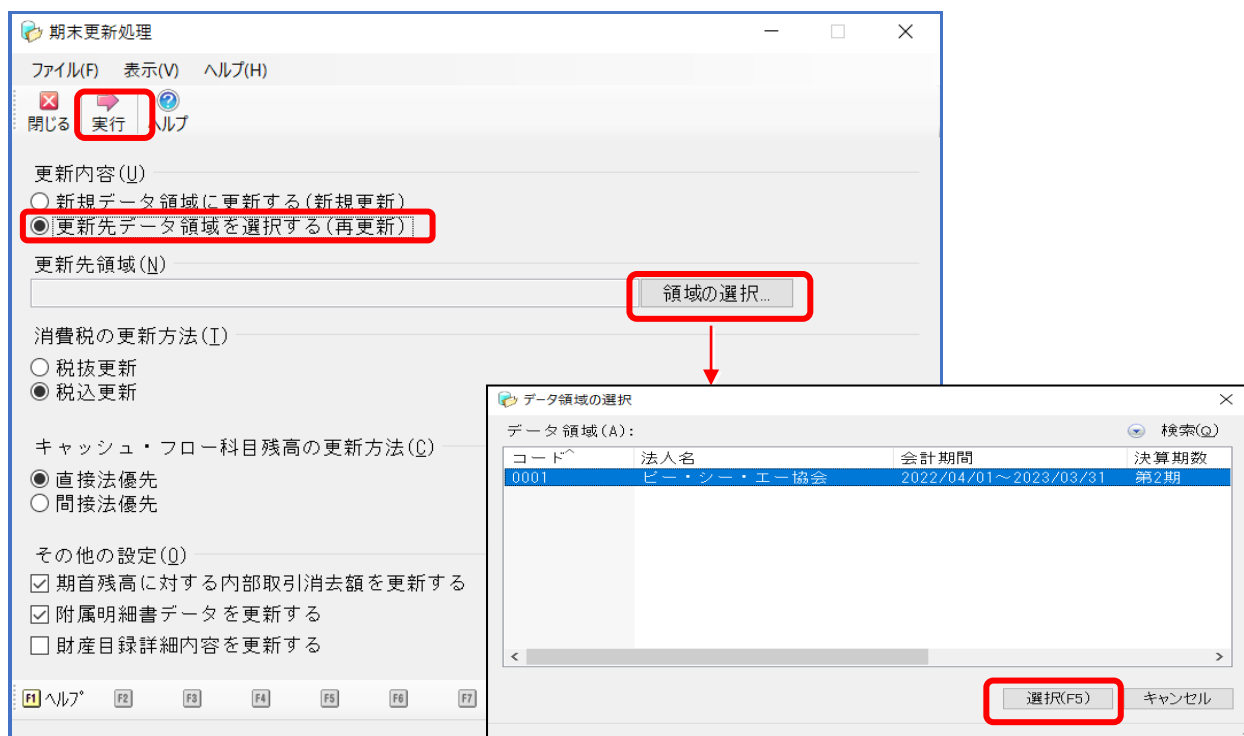 期末更新処理
ファイル(F) 表示(V) ヘルプ(H)
閉じる 実行 ヘルプ
更新内容(U)
新規データ領域に更新する(新規更新)
更新先データ領域を選択する(再更新)
更新先領域(N)
領域の選択...
消費税の更新方法(T)
税抜更新
税込更新
キャッシュ・フロー科目残高の更新方法(C)
直接法優先
間接法優先
その他の設定(O)
期首残高に対する内部取引消去額を更新する
附属明細書データを更新する
財産目録詳細内容を更新する
F1 ヘルプ F2 F3 F4 F5 F6 F7
データ領域の選択
データ領域(A): 検索(Q)
コード 法人名 会計期間 決算期数
0001 ビー・シー・エー協会 2022/04/01～2023/03/31 第2期
選択(F5) キャンセル